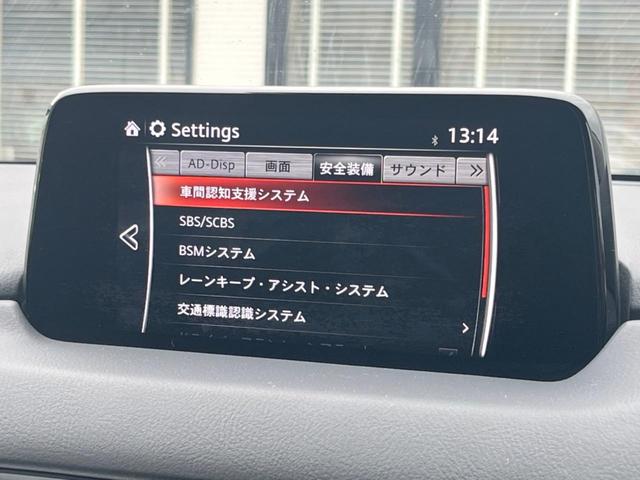 Settings
13:14
AD-Disp 画面 安全装備 サウンド
車間認知支援システム
SBS/SCBS
BSMシステム
レーンキープ・アシスト・システム
交通標識認識システム